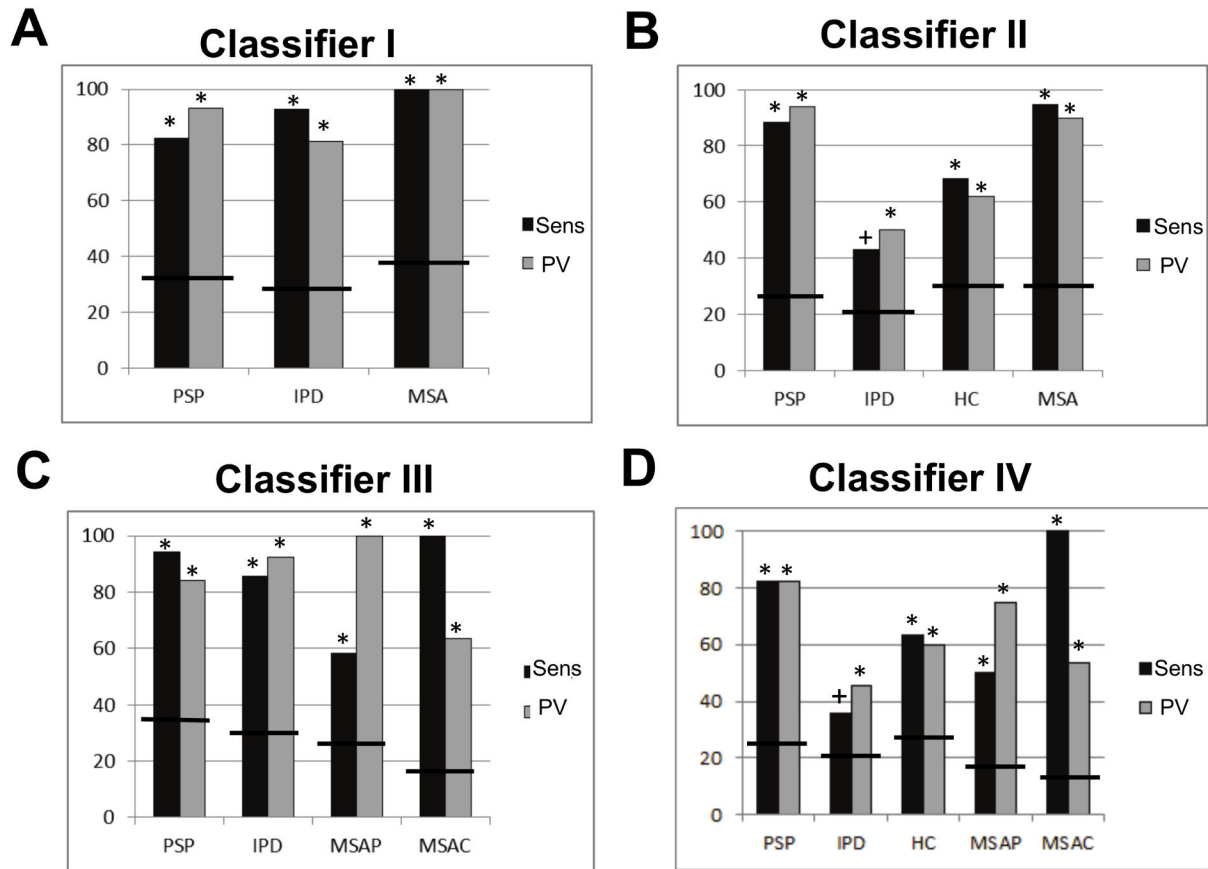 A
Classifier I
100
80
60
40
20
0
* * * * * *
PSP IPD MSA
Sens
PV
B
Classifier II
100
80
60
40
20
0
* * + * * * * *
PSP IPD HC MSA
Sens
PV
C
Classifier III
100
80
60
40
20
0
* * * * * * * *
PSP IPD MSAP MSAC
Sens
PV
D
Classifier IV
100
80
60
40
20
0
* * + * * * * * * *
PSP IPD HC MSAP MSAC
Sens
PV